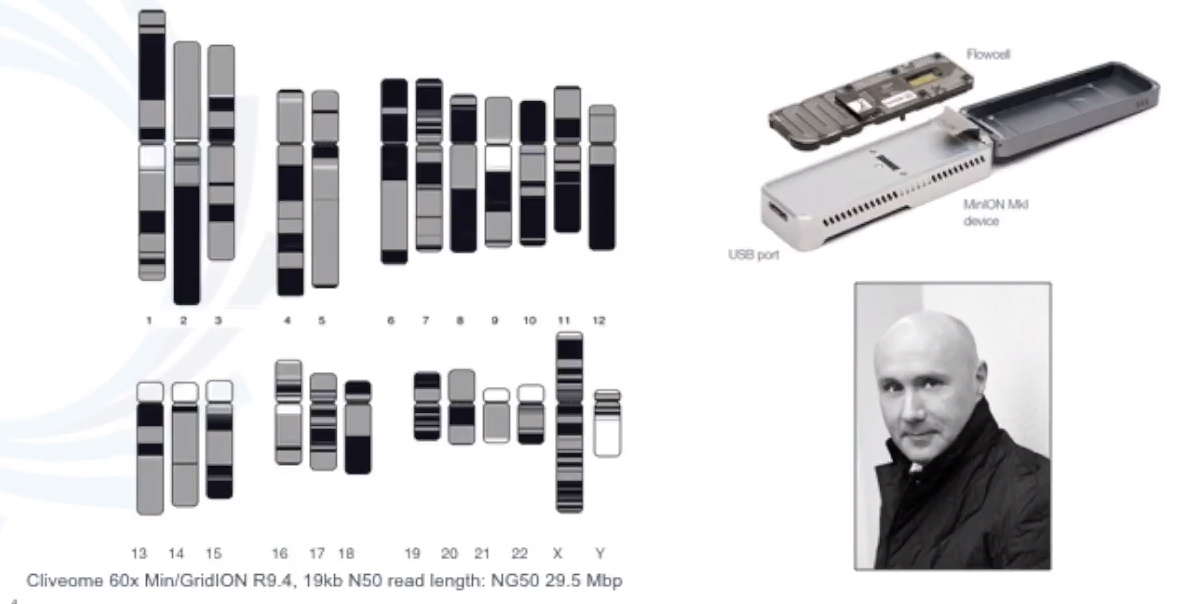 Flowcell
MinION MkI
device
USB port
1 2 3 4 5 6 7 8 9 10 11 12
13 14 15 16 17 18 19 20 21 22 X Y
Cliveome 60x Min/GridION R9.4, 19kb N50 read length: NG50 29.5 Mbp
4